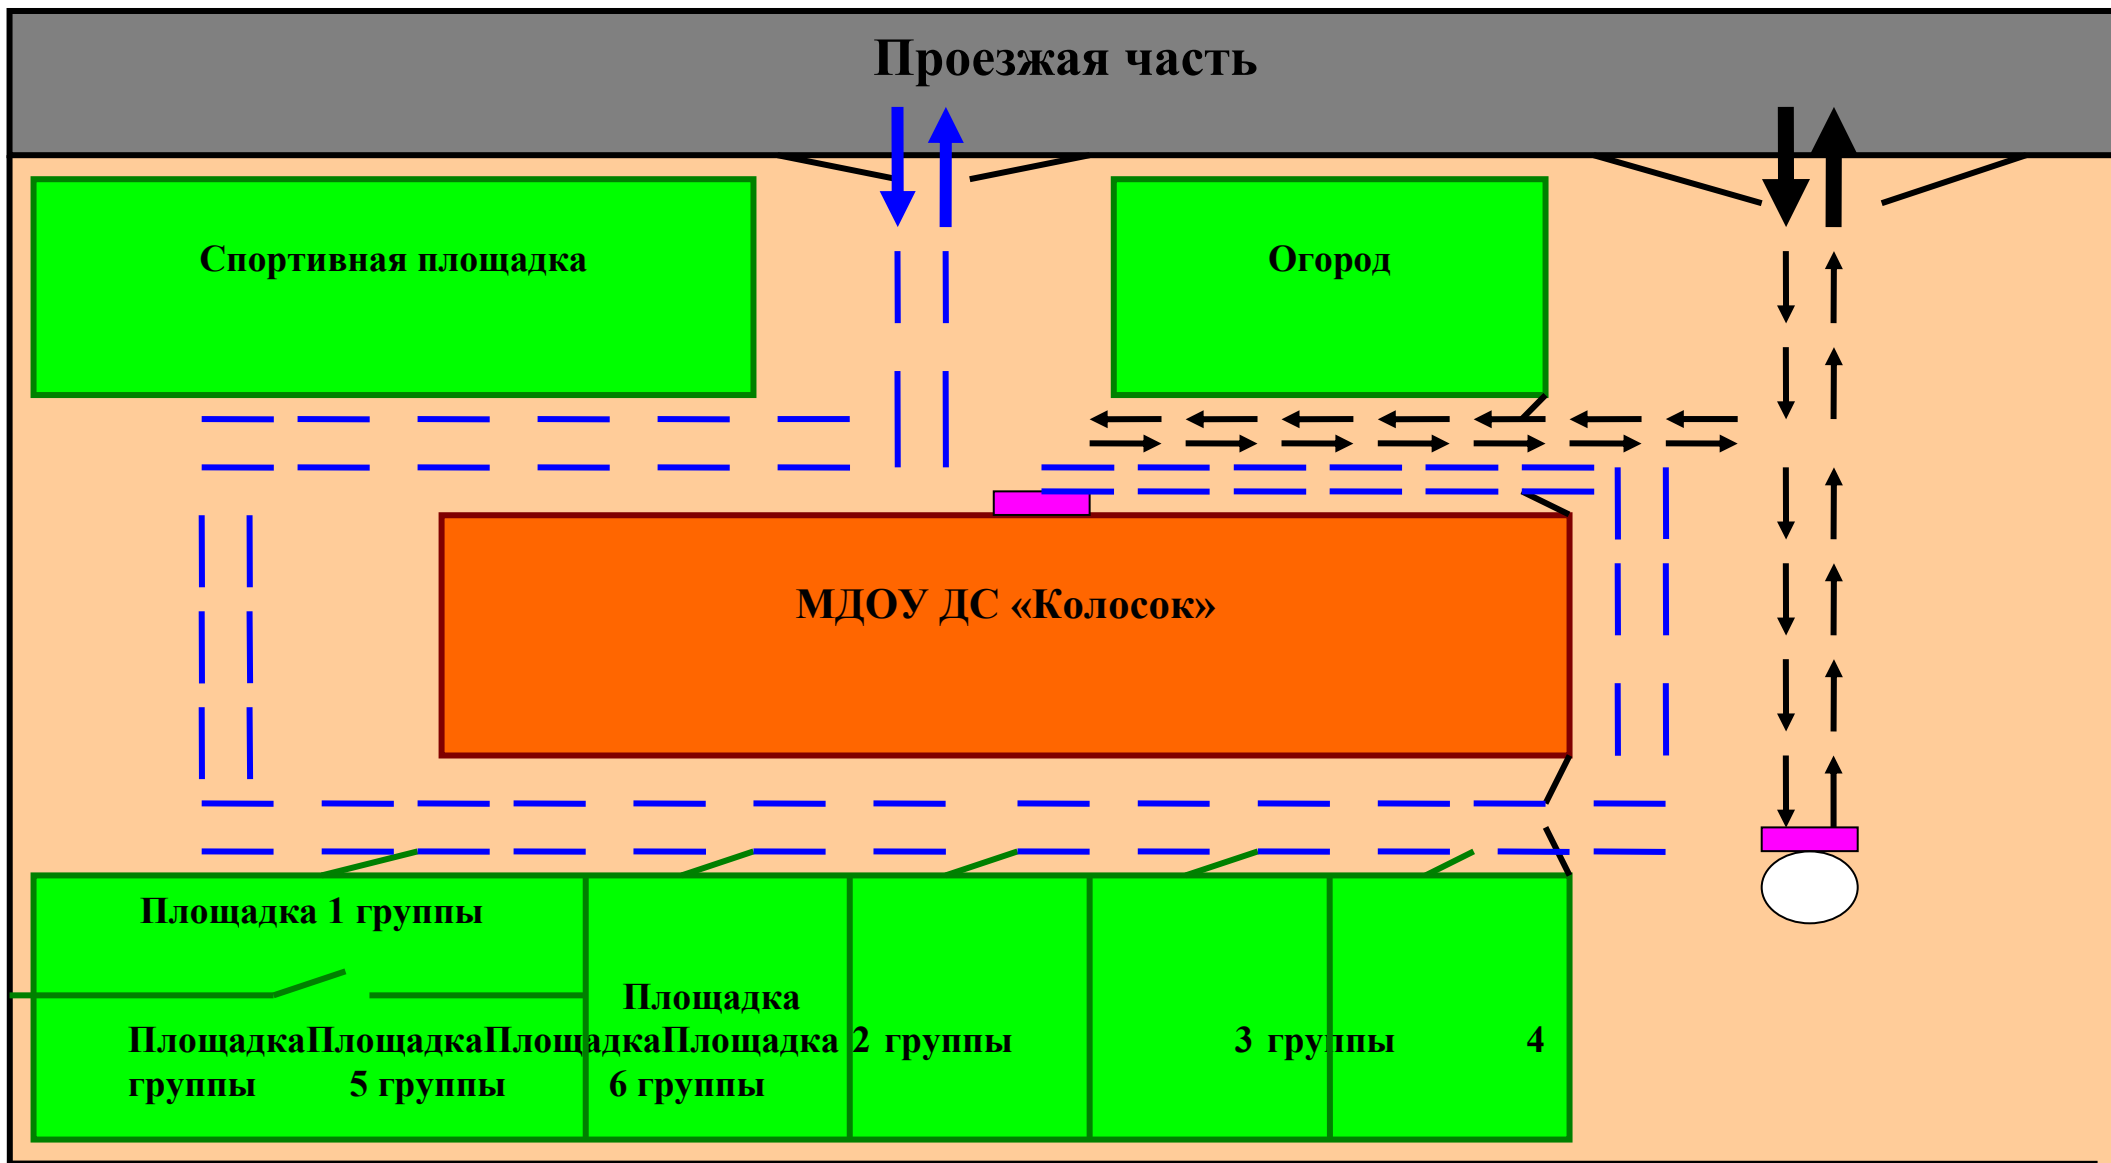 Проезжая часть
Спортивная площадка
Огород
МДОУ ДС «Колосок»
Площадка 1 группы
Площадка
ПлощадкаПлощадкаПлощадкаПлощадка 2 группы 3 группы 4
группы 5 группы 6 группы